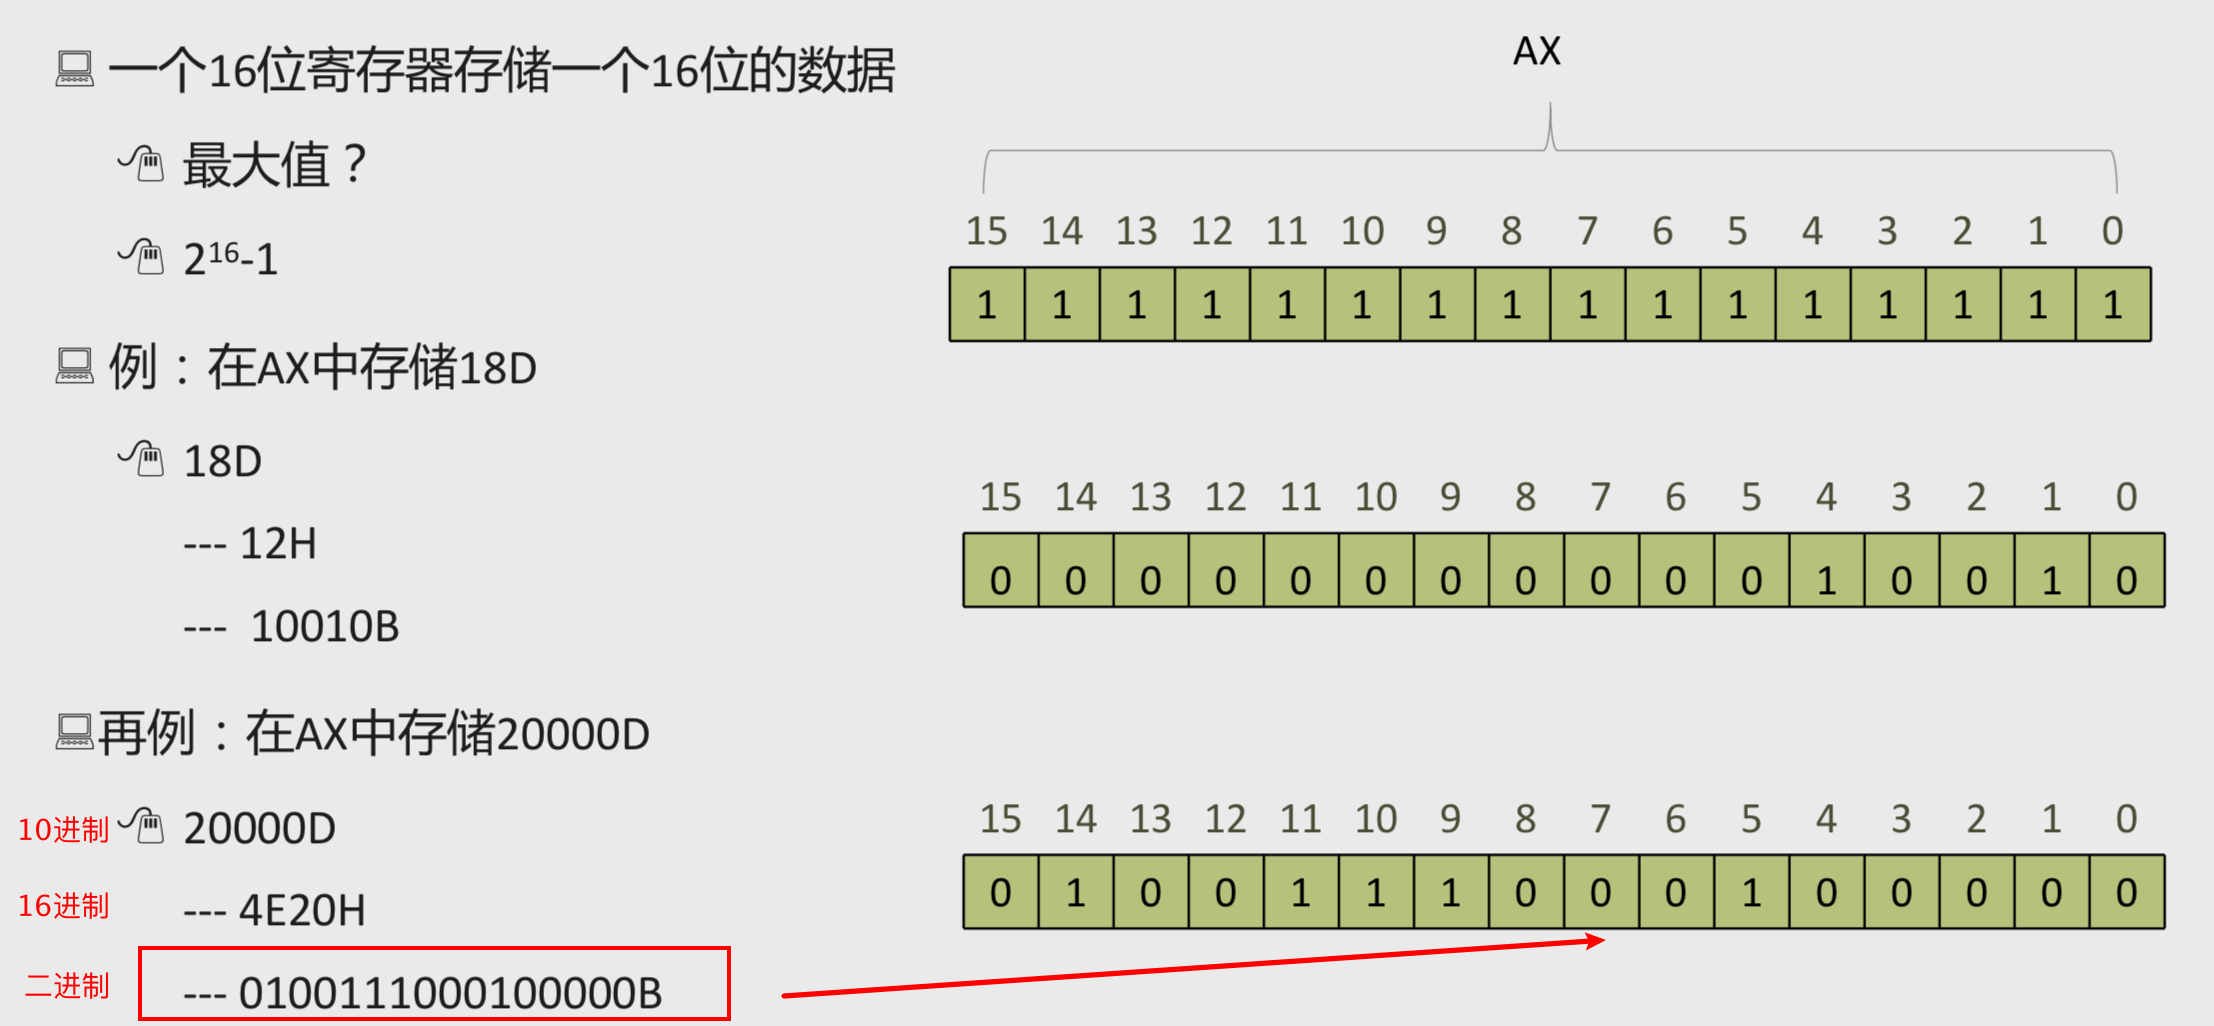 一个16位寄存器存储一个16位的数据
最大值？
2¹⁶-1
例：在AX中存储18D
18D
--- 12H
--- 10010B
再例：在AX中存储20000D
10进制 20000D
16进制 --- 4E20H
二进制 --- 0100111000100000B
AX
15 14 13 12 11 10 9 8 7 6 5 4 3 2 1 0
1 1 1 1 1 1 1 1 1 1 1 1 1 1 1 1
15 14 13 12 11 10 9 8 7 6 5 4 3 2 1 0
0 0 0 0 0 0 0 0 0 0 0 1 0 0 1 0
15 14 13 12 11 10 9 8 7 6 5 4 3 2 1 0
0 1 0 0 1 1 1 0 0 0 1 0 0 0 0 0